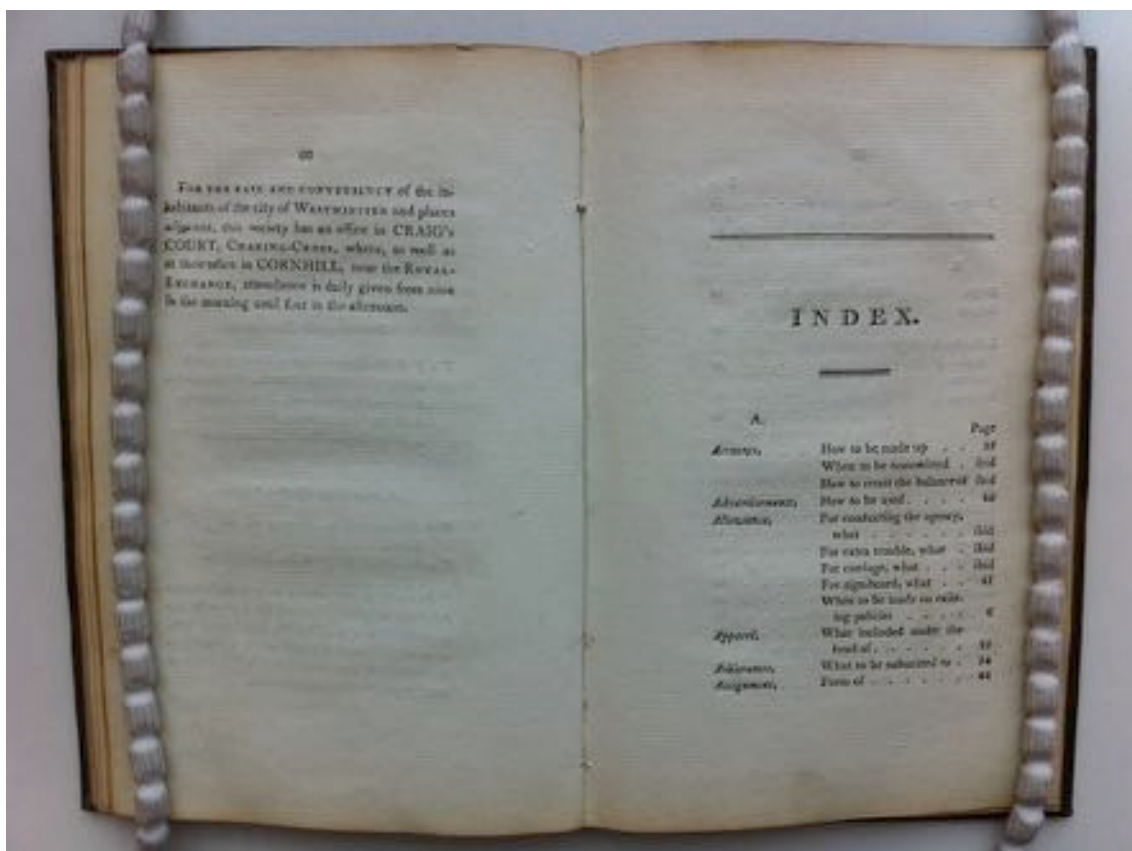 FOR THE EASE AND CONVENIENCY of the in-
habitants of the city of WESTMINSTER and places
adjacent, this society has an office in CRAIG's
COURT, CHARING-CROSS, where, as well as
at their office in CORNHILL, near the ROYAL-
EXCHANGE, attendance is daily given from nine
in the morning until four in the afternoon.
INDEX.
A.
Page
Accounts, How to be made up . .
When to be transmitted . ibid
How to remit the balance of ibid
Advertisements, How to be used . . . .
Allowance, For conducting the agency,
what . . . . . . ibid
For extra trouble, what . ibid
For carriage, what . . . ibid
For signboard, what . .
When to be made on exist-
ing policies . . . . . 6
Apparel, What included under the
head of . . . . . .
Arbitration, What to be submitted to .
Assignment, Form of . . . . . .